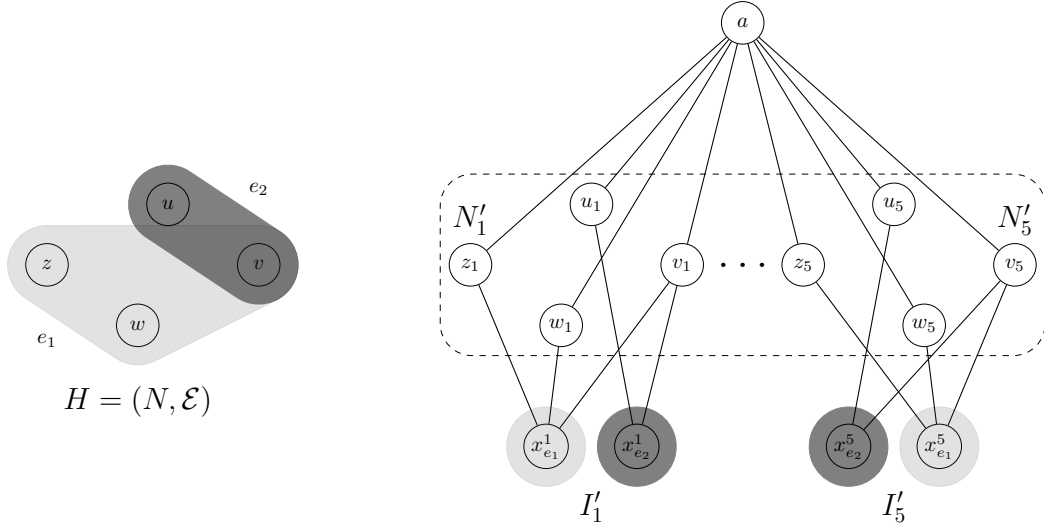 a
u
e₂
u₁
u₅
N′₁
N′₅
z
v
z₁
v₁
· · ·
z₅
v₅
w
w₁
w₅
e₁
H = (N, ℰ)
x¹ₑ₁
x¹ₑ₂
x⁵ₑ₂
x⁵ₑ₁
I′₁
I′₅